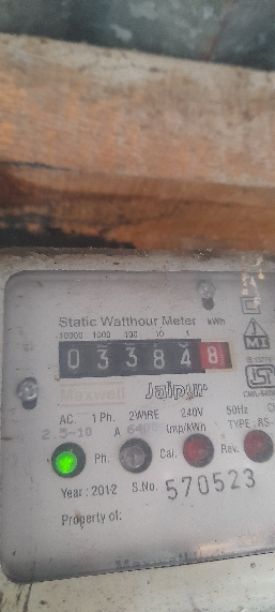 Static Watthour Meter kWh
10000 1000 100 10 1
0 3 3 8 4 8
Maxwell Jaipur
AC. 1 Ph. 2WIRE 240V 50Hz
2.5-10 A 6400 Imp/kWh TYPE : RS-
Ph. Cal. Rev.
Year : 2012 S.No. 570523
Property of: